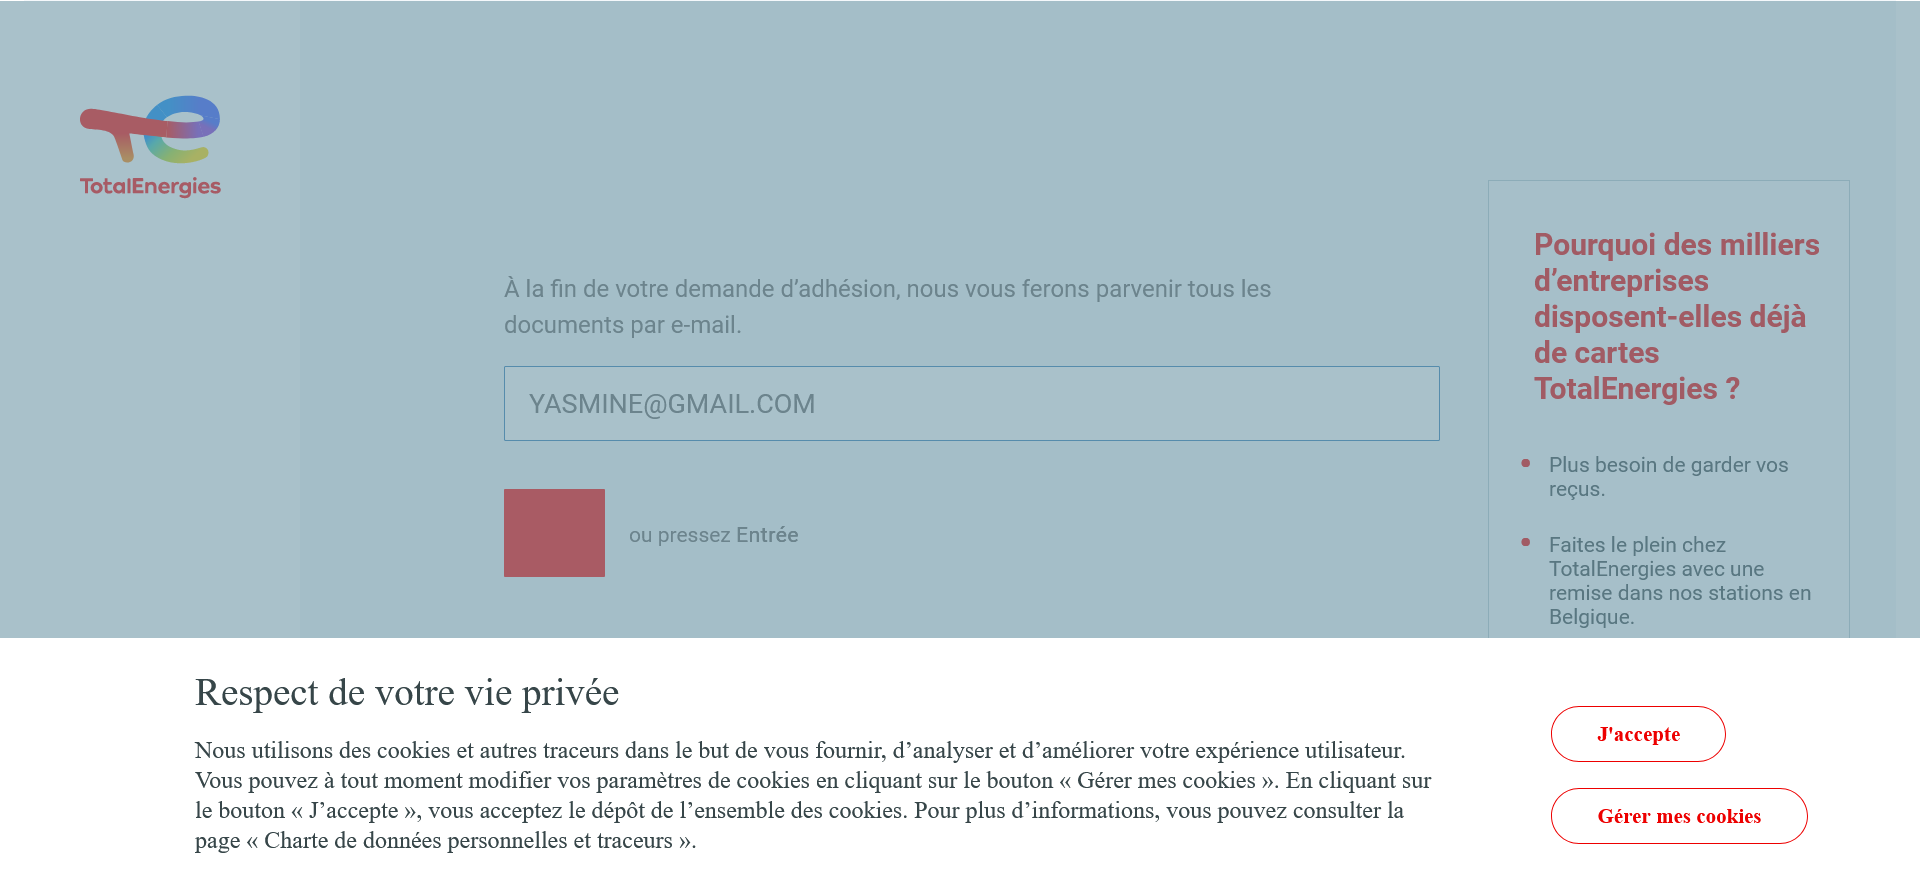 TotalEnergies
À la fin de votre demande d’adhésion, nous vous ferons parvenir tous les
documents par e-mail.
YASMINE@GMAIL.COM
ou pressez Entrée
Pourquoi des milliers
d’entreprises
disposent-elles déjà
de cartes
TotalEnergies ?
Plus besoin de garder vos
reçus.
Faites le plein chez
TotalEnergies avec une
remise dans nos stations en
Belgique.
Respect de votre vie privée
Nous utilisons des cookies et autres traceurs dans le but de vous fournir, d’analyser et d’améliorer votre expérience utilisateur.
Vous pouvez à tout moment modifier vos paramètres de cookies en cliquant sur le bouton « Gérer mes cookies ». En cliquant sur
le bouton « J’accepte », vous acceptez le dépôt de l’ensemble des cookies. Pour plus d’informations, vous pouvez consulter la
page « Charte de données personnelles et traceurs ».
J'accepte
Gérer mes cookies